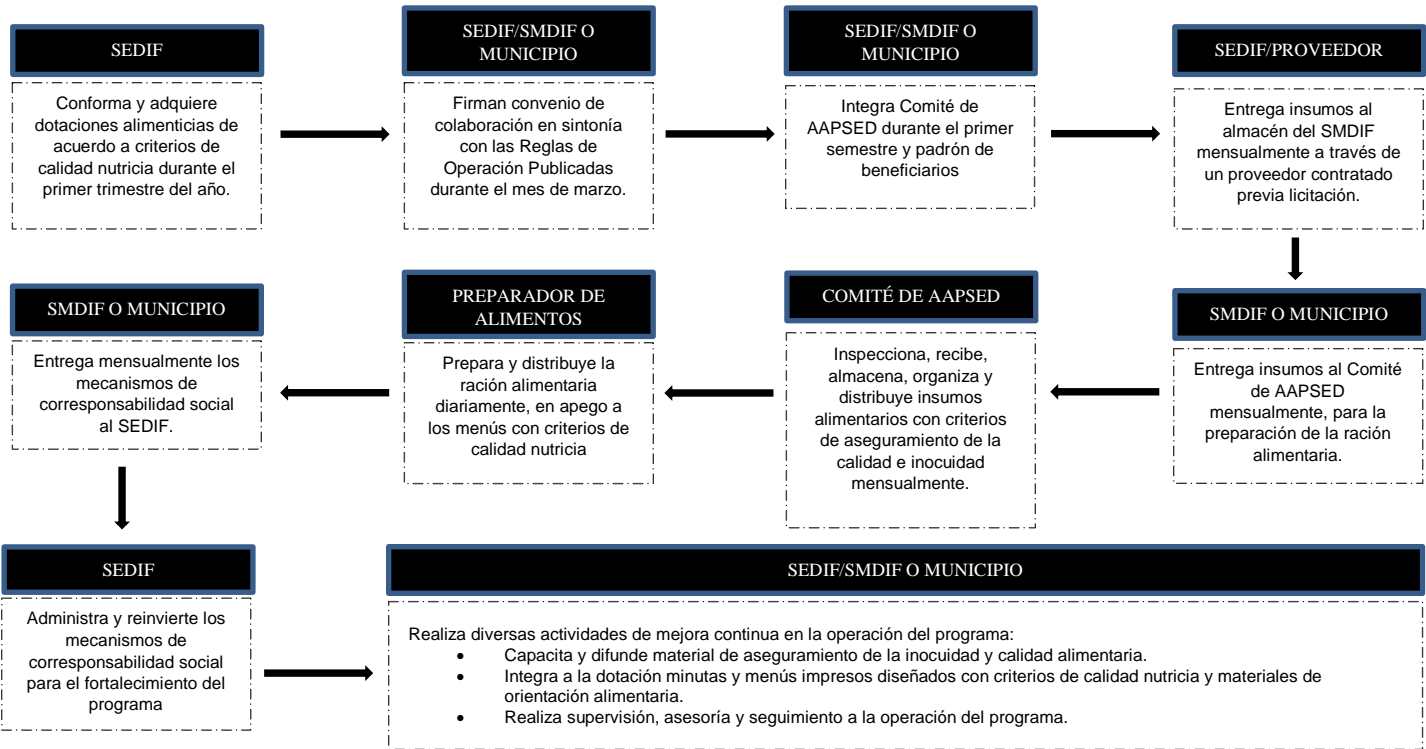 SEDIF
Conforma y adquiere
dotaciones alimenticias de
acuerdo a criterios de
calidad nutricia durante el
primer trimestre del año.
SEDIF/SMDIF O
MUNICIPIO
Firman convenio de
colaboración en sintonía
con las Reglas de
Operación Publicadas
durante el mes de marzo.
SEDIF/SMDIF O
MUNICIPIO
Integra Comité de
AAPSED durante el primer
semestre y padrón de
beneficiarios
SEDIF/PROVEEDOR
Entrega insumos al
almacén del SMDIF
mensualmente a través de
un proveedor contratado
previa licitación.
SMDIF O MUNICIPIO
Entrega insumos al Comité
de AAPSED
mensualmente, para la
preparación de la ración
alimentaria.
COMITÉ DE AAPSED
Inspecciona, recibe,
almacena, organiza y
distribuye insumos
alimentarios con criterios
de aseguramiento de la
calidad e inocuidad
mensualmente.
PREPARADOR DE
ALIMENTOS
Prepara y distribuye la
ración alimentaria
diariamente, en apego a
los menús con criterios de
calidad nutricia
SMDIF O MUNICIPIO
Entrega mensualmente los
mecanismos de
corresponsabilidad social
al SEDIF.
SEDIF
Administra y reinvierte los
mecanismos de
corresponsabilidad social
para el fortalecimiento del
programa
SEDIF/SMDIF O MUNICIPIO
Realiza diversas actividades de mejora continua en la operación del programa:
• Capacita y difunde material de aseguramiento de la inocuidad y calidad alimentaria.
• Integra a la dotación minutas y menús impresos diseñados con criterios de calidad nutricia y materiales de
orientación alimentaria.
• Realiza supervisión, asesoría y seguimiento a la operación del programa.